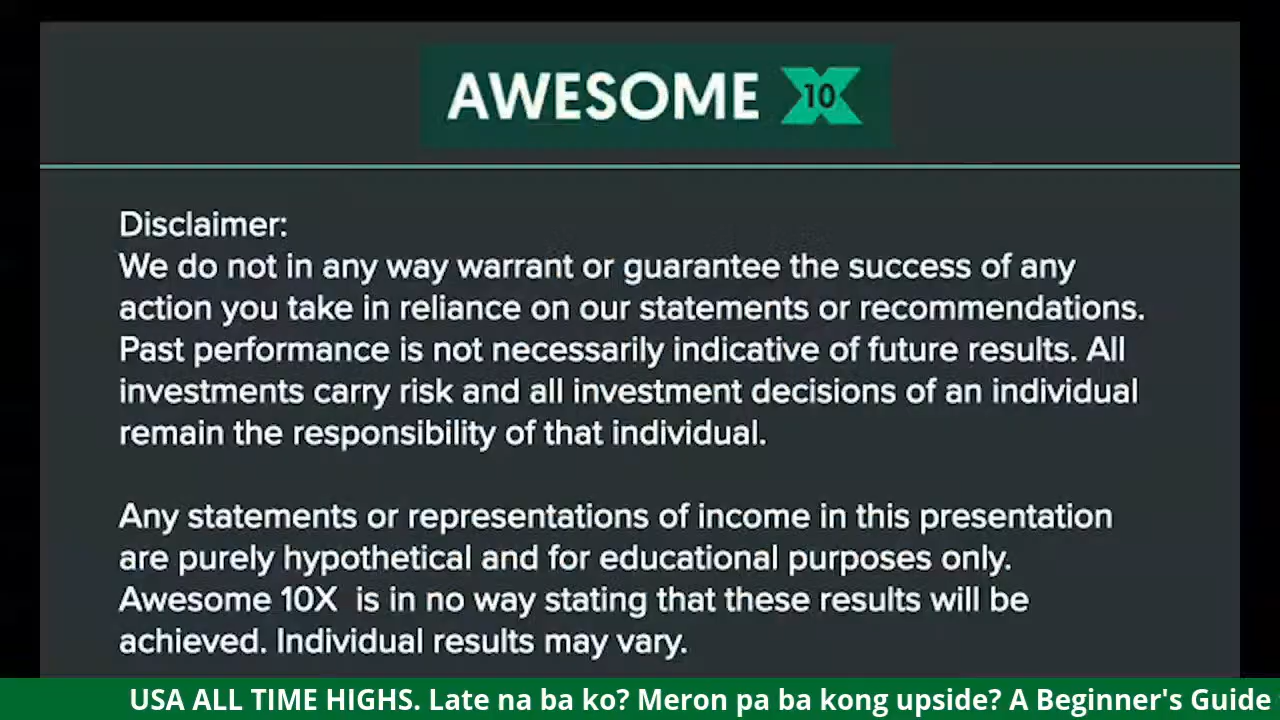 AWESOME 10X
Disclaimer:
We do not in any way warrant or guarantee the success of any
action you take in reliance on our statements or recommendations.
Past performance is not necessarily indicative of future results. All
investments carry risk and all investment decisions of an individual
remain the responsibility of that individual.
Any statements or representations of income in this presentation
are purely hypothetical and for educational purposes only.
Awesome 10X is in no way stating that these results will be
achieved. Individual results may vary.
USA ALL TIME HIGHS. Late na ba ko? Meron pa ba kong upside? A Beginner's Guide